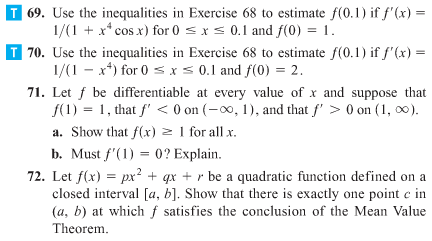 T 69. Use the inequalities in Exercise 68 to estimate f(0.1) if f′(x) =
1/(1 + x⁴ cos x) for 0 ≤ x ≤ 0.1 and f(0) = 1.
T 70. Use the inequalities in Exercise 68 to estimate f(0.1) if f′(x) =
1/(1 − x⁴) for 0 ≤ x ≤ 0.1 and f(0) = 2.
71. Let f be differentiable at every value of x and suppose that
f(1) = 1, that f′ < 0 on (−∞, 1), and that f′ > 0 on (1, ∞).
a. Show that f(x) ≥ 1 for all x.
b. Must f′(1) = 0? Explain.
72. Let f(x) = px² + qx + r be a quadratic function defined on a
closed interval [a, b]. Show that there is exactly one point c in
(a, b) at which f satisfies the conclusion of the Mean Value
Theorem.